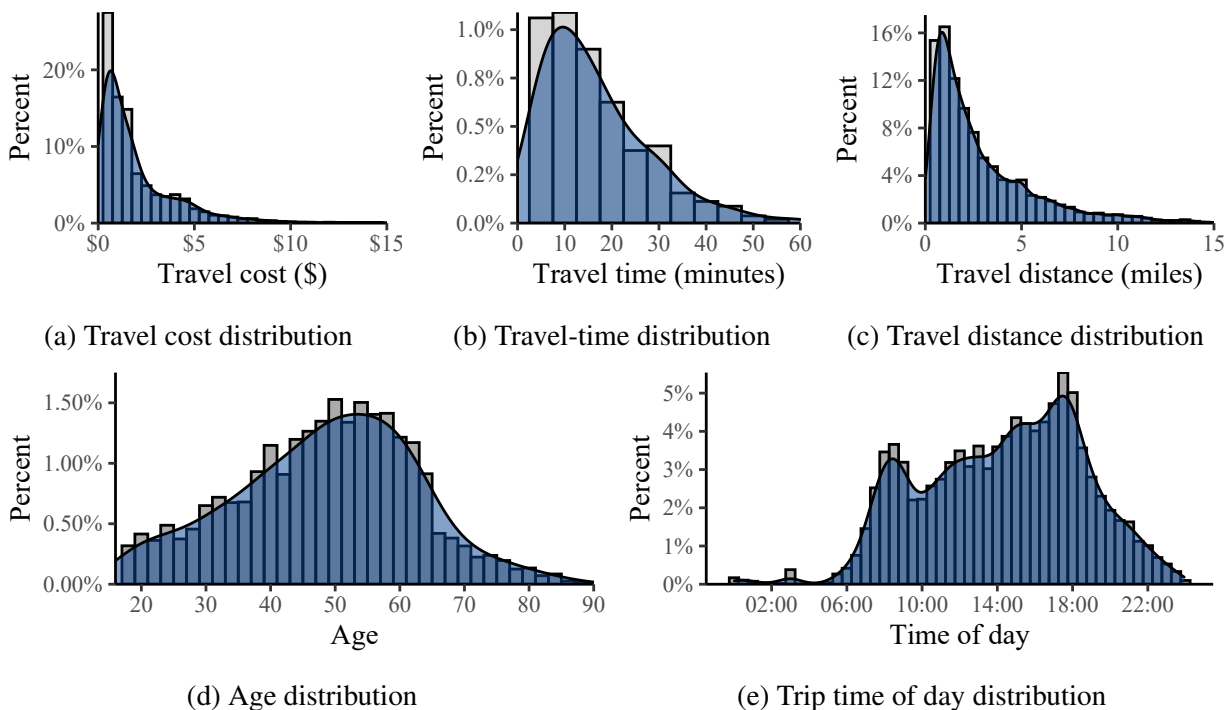 Percent
20%
10%
0%
$0 $5 $10 $15
Travel cost ($)
(a) Travel cost distribution
Percent
1.0%
0.8%
0.5%
0.2%
0.0%
0 10 20 30 40 50 60
Travel time (minutes)
(b) Travel-time distribution
Percent
16%
12%
8%
4%
0%
0 5 10 15
Travel distance (miles)
(c) Travel distance distribution
Percent
1.50%
1.00%
0.50%
0.00%
20 30 40 50 60 70 80 90
Age
(d) Age distribution
Percent
5%
4%
3%
2%
1%
0%
02:00 06:00 10:00 14:00 18:00 22:00
Time of day
(e) Trip time of day distribution